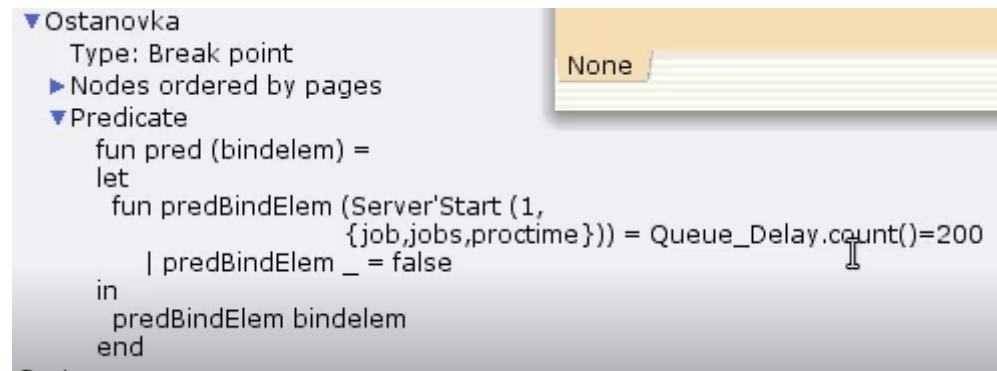 ▼Ostanovka
Type: Break point
▶Nodes ordered by pages
▼Predicate
fun pred (bindelem) =
let
fun predBindElem (Server'Start (1,
{job,jobs,proctime})) = Queue_Delay.count()=200
| predBindElem _ = false
in
predBindElem bindelem
end
None